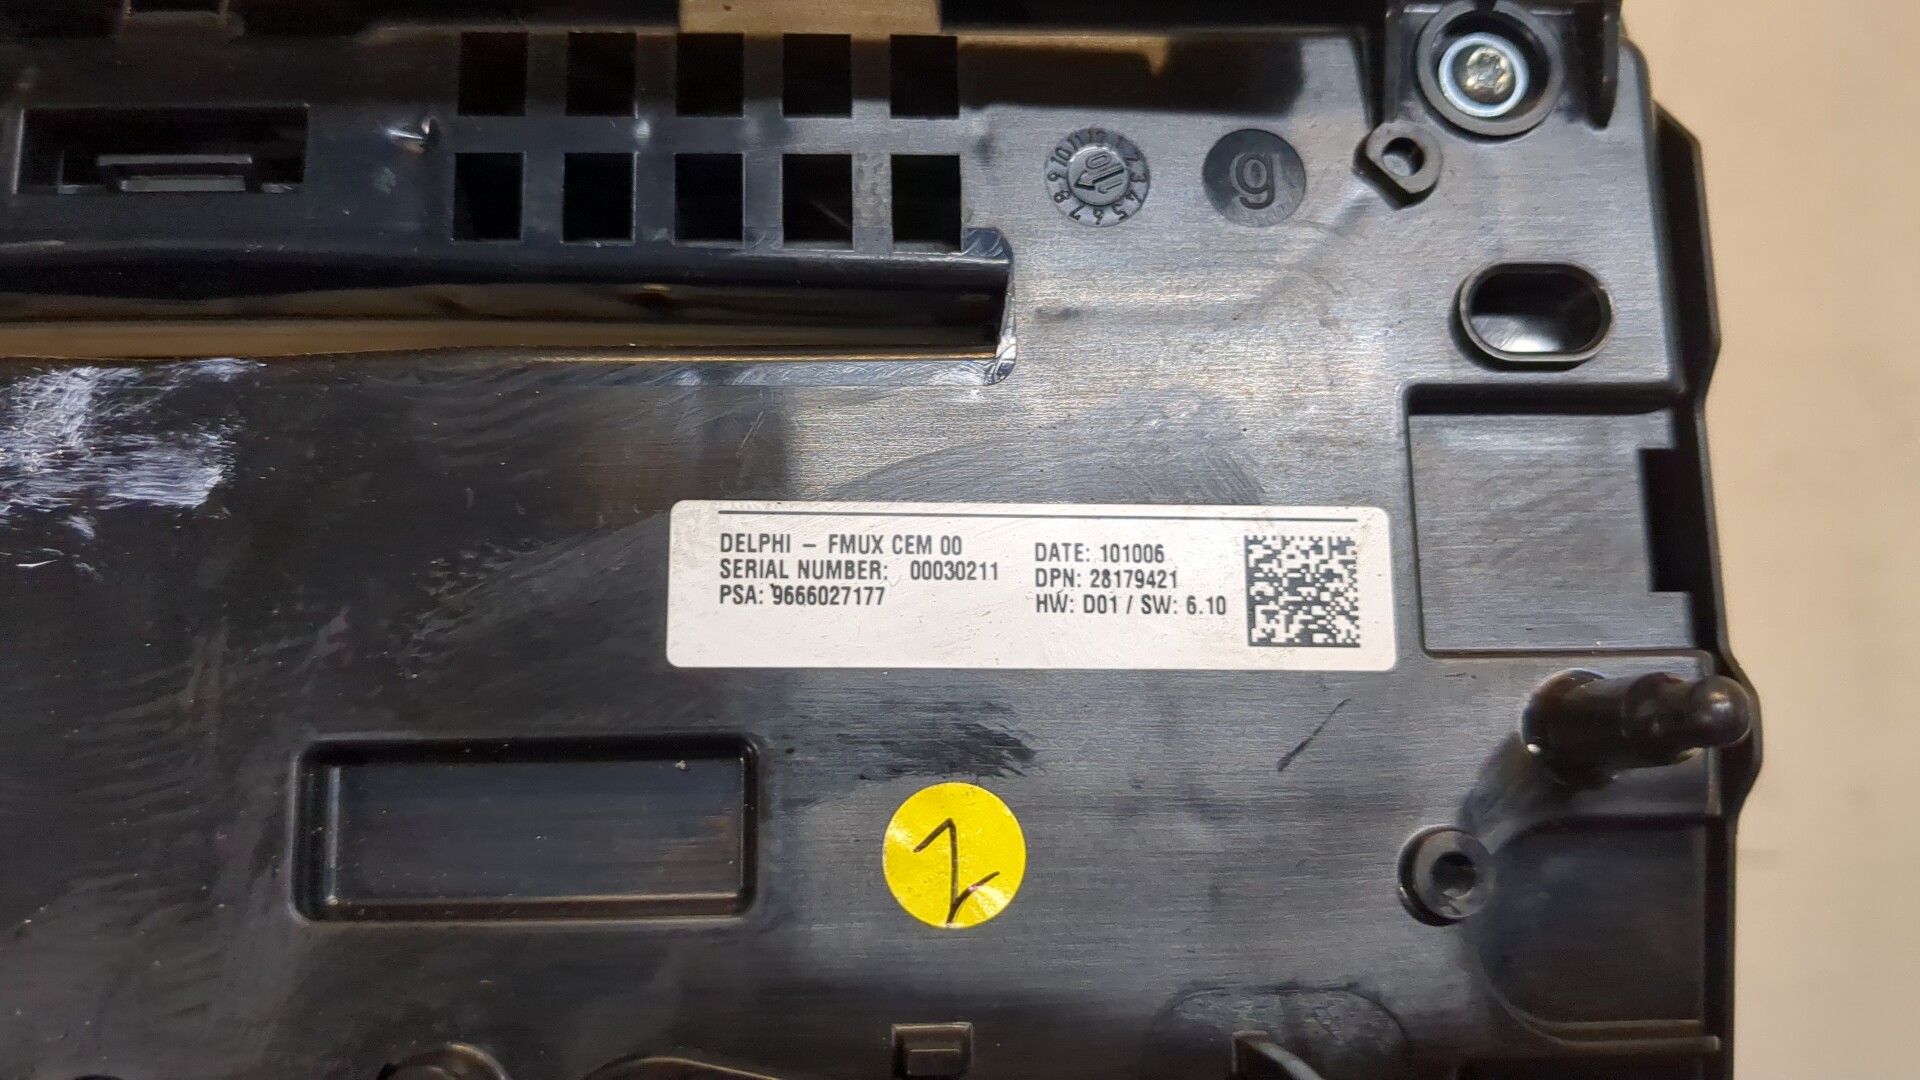 g
DELPHI – FMUX CEM 00
SERIAL NUMBER: 00030211
PSA: 9666027177
DATE: 101006
DPN: 28179421
HW: D01 / SW: 6.10